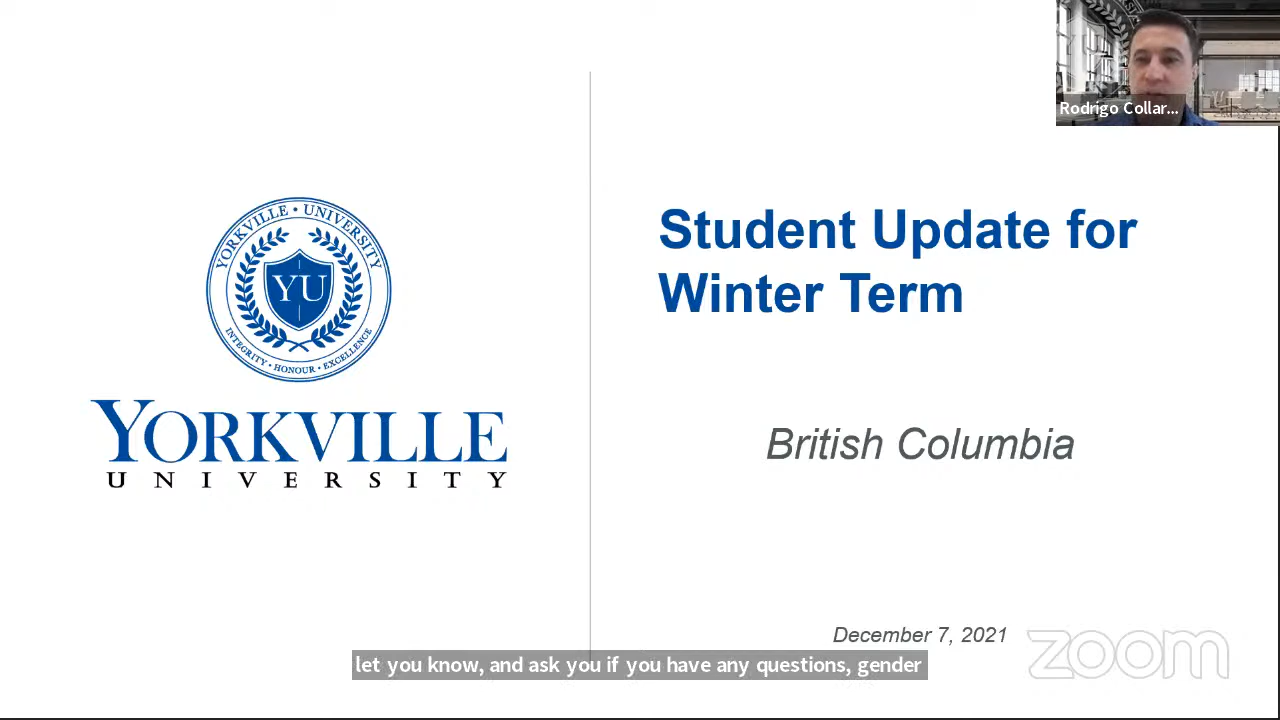 Rodrigo Collar...
YORKVILLE • UNIVERSITY
YU
INTEGRITY • HONOUR • EXCELLENCE
YORKVILLE
UNIVERSITY
Student Update for
Winter Term
British Columbia
December 7, 2021
zoom
let you know, and ask you if you have any questions, gender